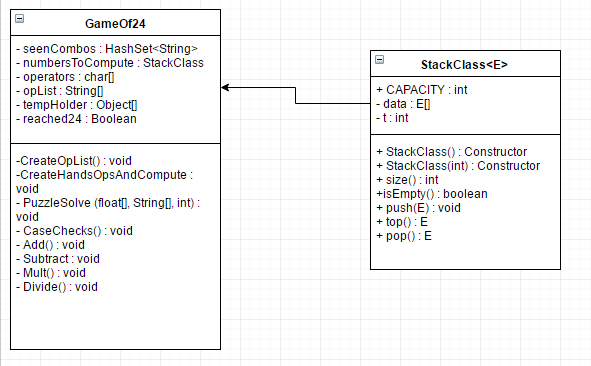 GameOf24
- seenCombos : HashSet<String>
- numbersToCompute : StackClass
- operators : char[]
- opList : String[]
- tempHolder : Object[]
- reached24 : Boolean
-CreateOpList() : void
-CreateHandsOpsAndCompute :
void
- PuzzleSolve (float[], String[], int) :
void
- CaseChecks() : void
- Add() : void
- Subtract : void
- Mult() : void
- Divide() : void
StackClass<E>
+ CAPACITY : int
- data : E[]
- t : int
+ StackClass() : Constructor
+ StackClass(int) : Constructor
+ size() : int
+isEmpty() : boolean
+ push(E) : void
+ top() : E
+ pop() : E